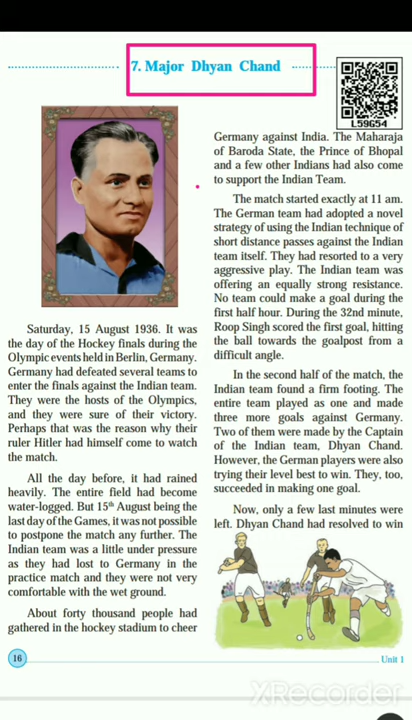 7. Major Dhyan Chand
L59G54
Saturday, 15 August 1936. It was
the day of the Hockey finals during the
Olympic events held in Berlin, Germany.
Germany had defeated several teams to
enter the finals against the Indian team.
They were the hosts of the Olympics,
and they were sure of their victory.
Perhaps that was the reason why their
ruler Hitler had himself come to watch
the match.
All the day before, it had rained
heavily. The entire field had become
water-logged. But 15th August being the
last day of the Games, it was not possible
to postpone the match any further. The
Indian team was a little under pressure
as they had lost to Germany in the
practice match and they were not very
comfortable with the wet ground.
About forty thousand people had
gathered in the hockey stadium to cheer
Germany against India. The Maharaja
of Baroda State, the Prince of Bhopal
and a few other Indians had also come
to support the Indian Team.
The match started exactly at 11 am.
The German team had adopted a novel
strategy of using the Indian technique of
short distance passes against the Indian
team itself. They had resorted to a very
aggressive play. The Indian team was
offering an equally strong resistance.
No team could make a goal during the
first half hour. During the 32nd minute,
Roop Singh scored the first goal, hitting
the ball towards the goalpost from a
difficult angle.
In the second half of the match, the
Indian team found a firm footing. The
entire team played as one and made
three more goals against Germany.
Two of them were made by the Captain
of the Indian team, Dhyan Chand.
However, the German players were also
trying their level best to win. They, too,
succeeded in making one goal.
Now, only a few last minutes were
left. Dhyan Chand had resolved to win
16
Unit 1
XRecorder